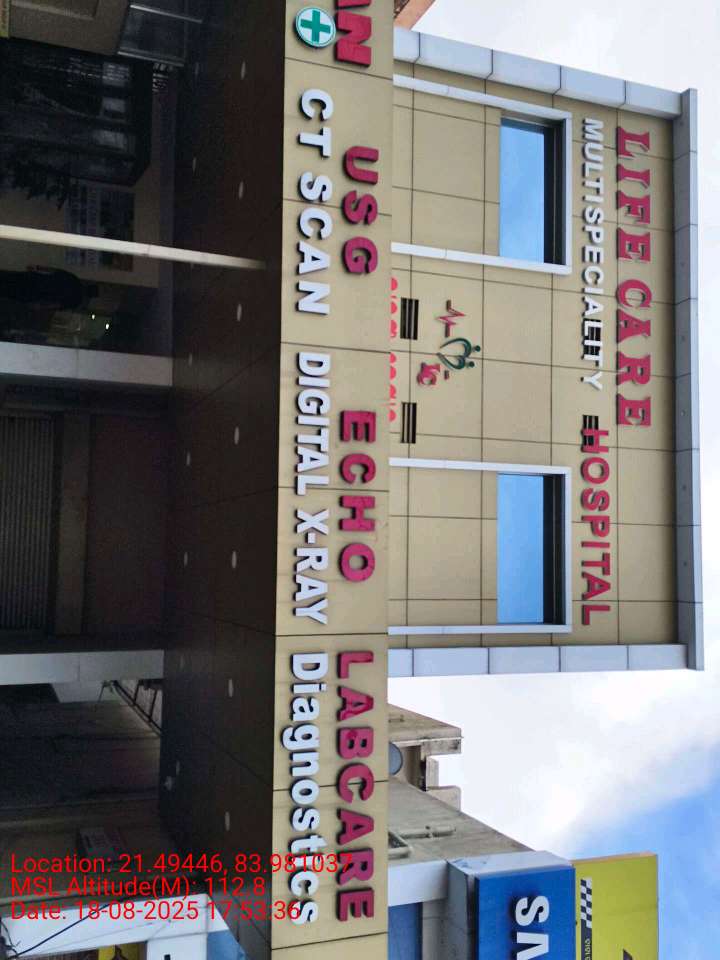 LIFE CARE
MULTISPECIALITY HOSPITAL
USG ECHO LABCARE
CT SCAN DIGITAL X-RAY Diagnostics
Location: 21.49446, 83.981037
MSL Altitude(M): 112.8
Date: 18-08-2025 17:53:36